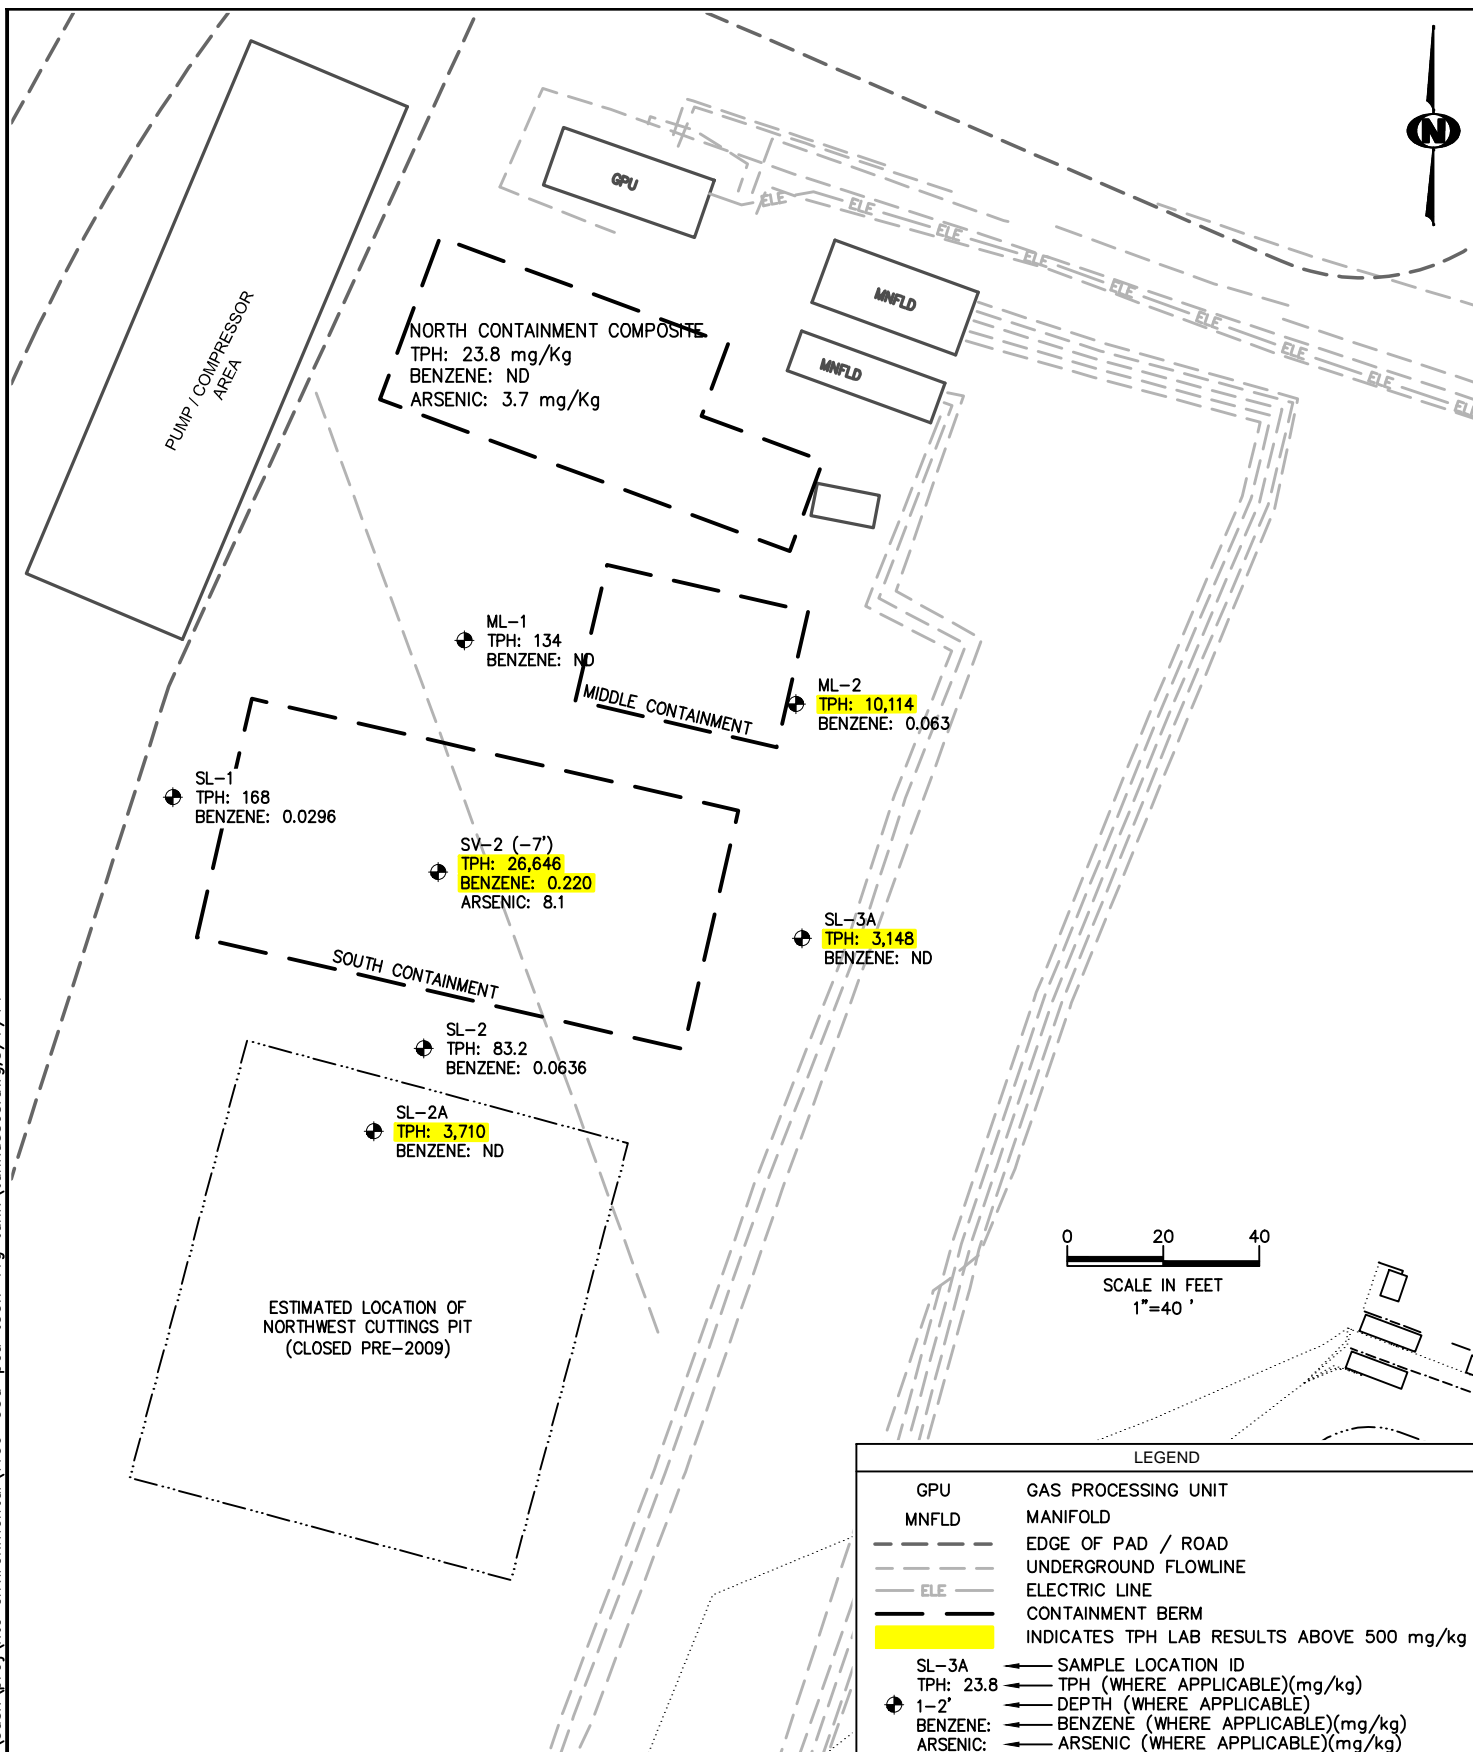 N
GPU
ELE
ELE
ELE
ELE
ELE
ELE
ELE
ELE
MNFLD
MNFLD
PUMP / COMPRESSOR
AREA
NORTH CONTAINMENT COMPOSITE
TPH: 23.8 mg/Kg
BENZENE: ND
ARSENIC: 3.7 mg/Kg
ML-1
TPH: 134
BENZENE: ND
MIDDLE CONTAINMENT
ML-2
TPH: 10,114
BENZENE: 0.063
SL-1
TPH: 168
BENZENE: 0.0296
SV-2 (-7')
TPH: 26,646
BENZENE: 0.220
ARSENIC: 8.1
SL-3A
TPH: 3,148
BENZENE: ND
SOUTH CONTAINMENT
SL-2
TPH: 83.2
BENZENE: 0.0636
SL-2A
TPH: 3,710
BENZENE: ND
0 20 40
SCALE IN FEET
1"=40 '
ESTIMATED LOCATION OF
NORTHWEST CUTTINGS PIT
(CLOSED PRE-2009)
LEGEND
GPU GAS PROCESSING UNIT
MNFLD MANIFOLD
EDGE OF PAD / ROAD
UNDERGROUND FLOWLINE
ELE ELECTRIC LINE
CONTAINMENT BERM
INDICATES TPH LAB RESULTS ABOVE 500 mg/kg
SL-3A SAMPLE LOCATION ID
TPH: 23.8 TPH (WHERE APPLICABLE)(mg/kg)
1-2' DEPTH (WHERE APPLICABLE)
BENZENE: BENZENE (WHERE APPLICABLE)(mg/kg)
ARSENIC: ARSENIC (WHERE APPLICABLE)(mg/kg)